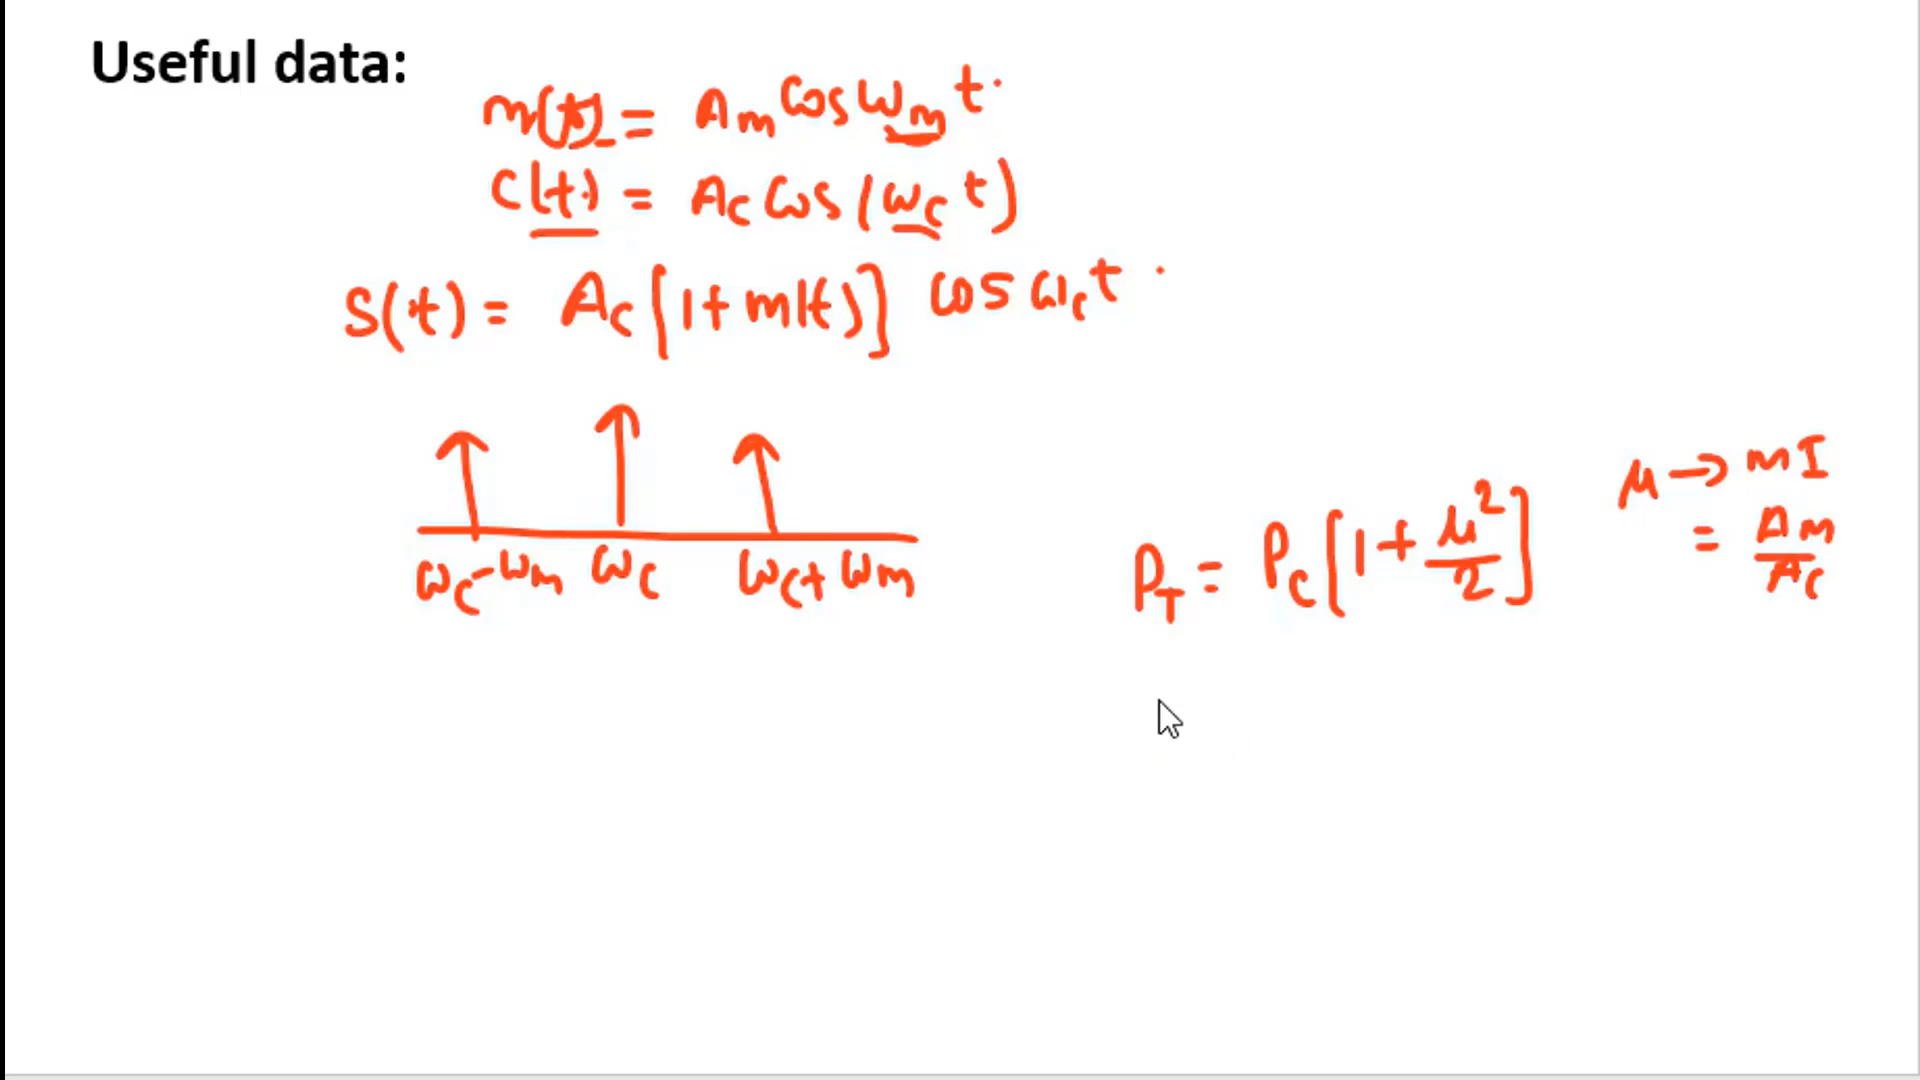 Useful data:
m(t) = Am Cos ωm t.
C(t) = Ac Cos (ωc t)
S(t) = Ac [1 + m(t)] cos ωc t .
μ → mI
= Am/Ac
PT = Pc [1 + μ²/2]
ωc - ωm ωc ωc + ωm